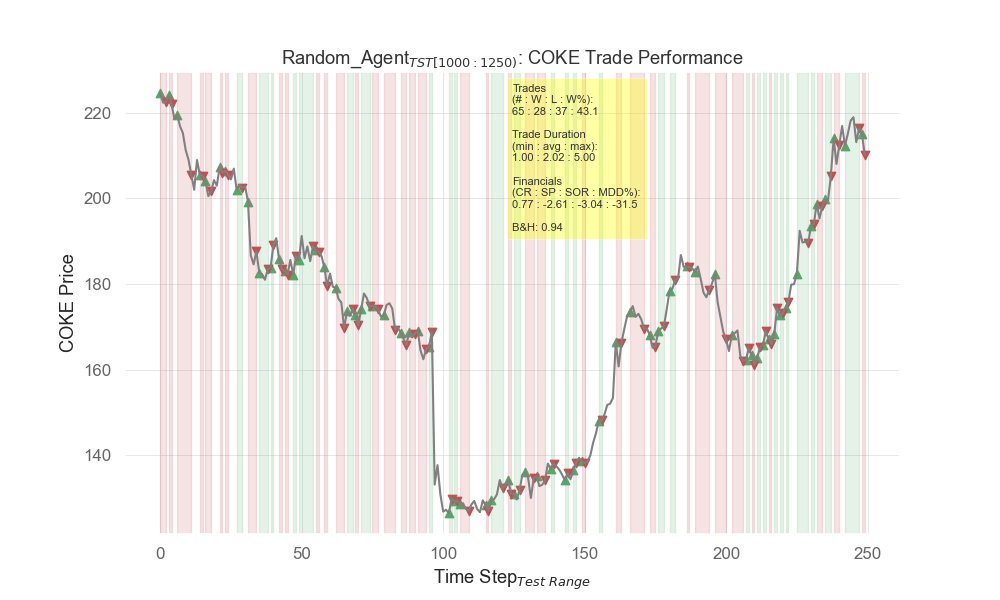 Random_Agent TST[1000:1250) : COKE Trade Performance
Trades
(# : W : L : W%):
65 : 28 : 37 : 43.1
Trade Duration
(min : avg : max):
1.00 : 2.02 : 5.00
Financials
(CR : SP : SOR : MDD%):
0.77 : -2.61 : -3.04 : -31.5
B&H: 0.94
COKE Price
220
200
180
160
140
0 50 100 150 200 250
Time Step Test Range